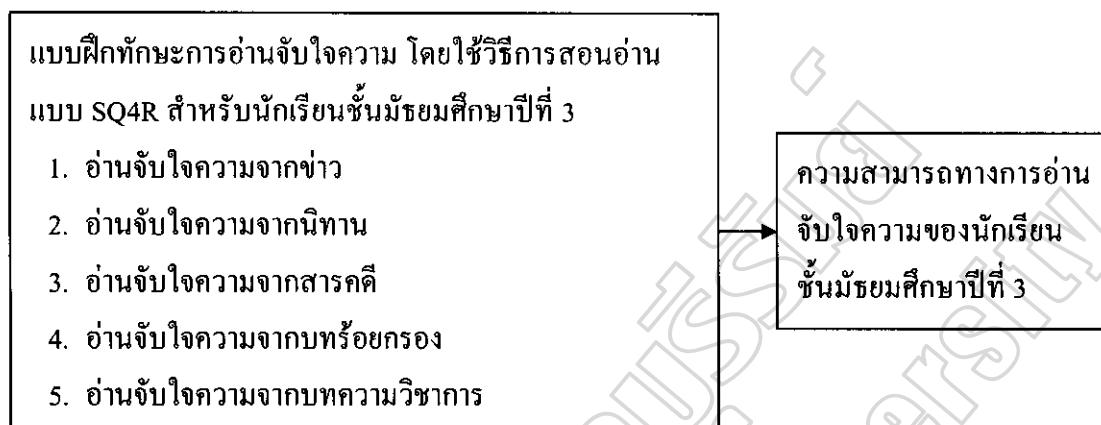 แบบฝึกทักษะการอ่านจับใจความ โดยใช้วิธีการสอนอ่าน
แบบ SQ4R สำหรับนักเรียนชั้นมัธยมศึกษาปีที่ 3
1. อ่านจับใจความจากข่าว
2. อ่านจับใจความจากนิทาน
3. อ่านจับใจความจากสารคดี
4. อ่านจับใจความจากบทร้อยกรอง
5. อ่านจับใจความจากบทความวิชาการ
ความสามารถทางการอ่าน
จับใจความของนักเรียน
ชั้นมัธยมศึกษาปีที่ 3